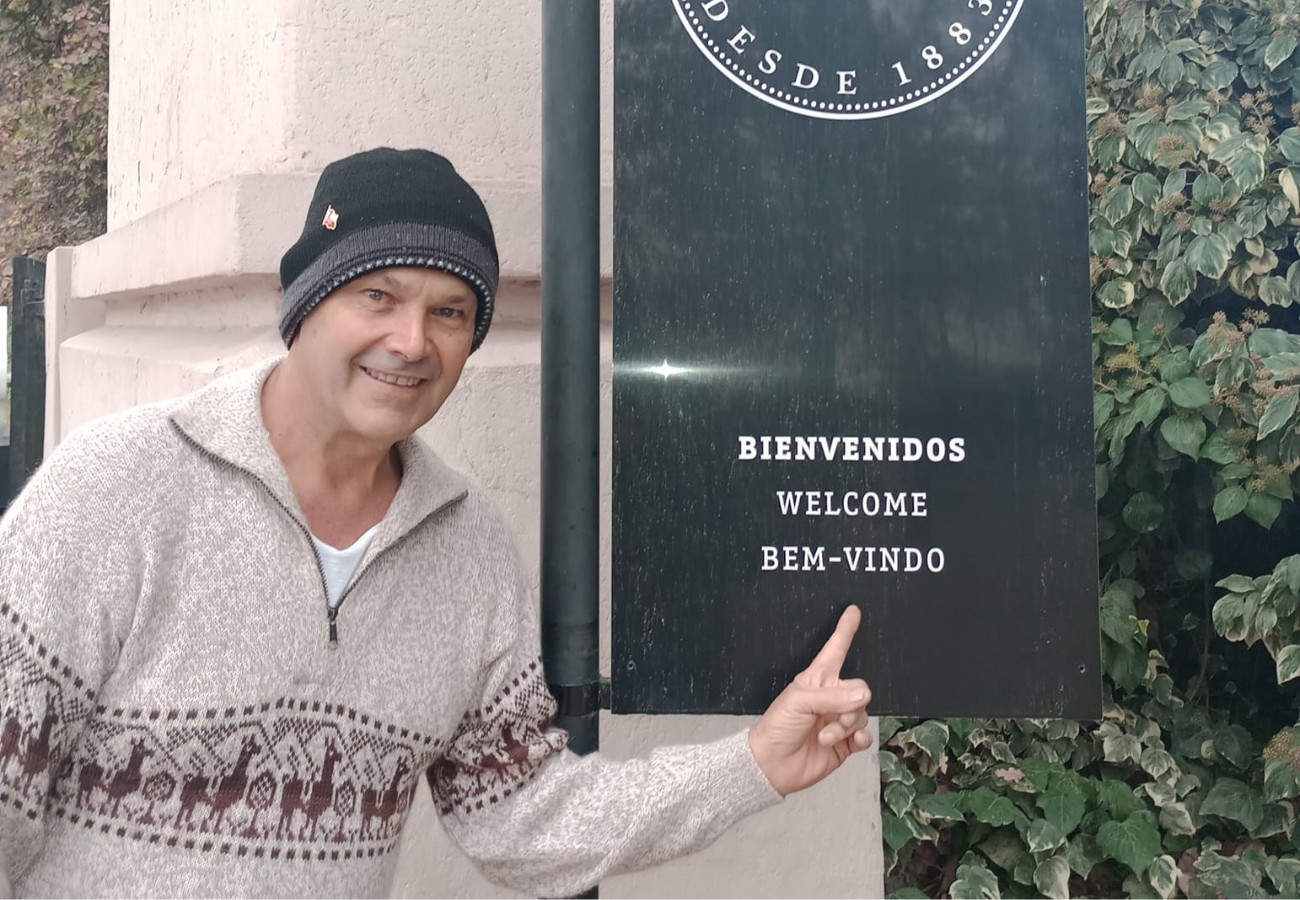 DESDE 1883
BIENVENIDOS
WELCOME
BEM-VINDO